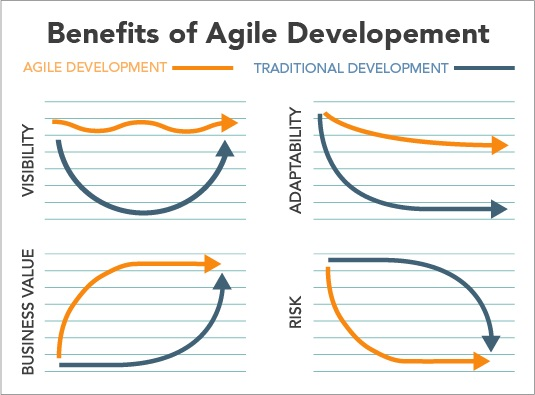 Benefits of Agile Developement
AGILE DEVELOPMENT
TRADITIONAL DEVELOPMENT
VISIBILITY
ADAPTABILITY
BUSINESS VALUE
RISK